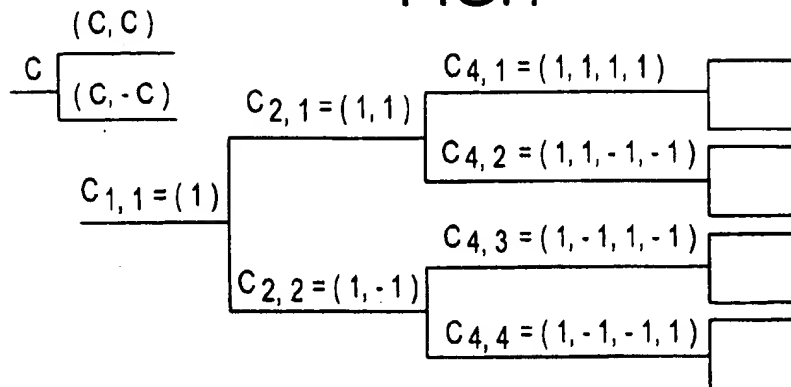 (C, C)
C
(C, -C)
C4, 1 = (1, 1, 1, 1)
C2, 1 = (1, 1)
C4, 2 = (1, 1, -1, -1)
C1, 1 = (1)
C4, 3 = (1, -1, 1, -1)
C2, 2 = (1, -1)
C4, 4 = (1, -1, -1, 1)